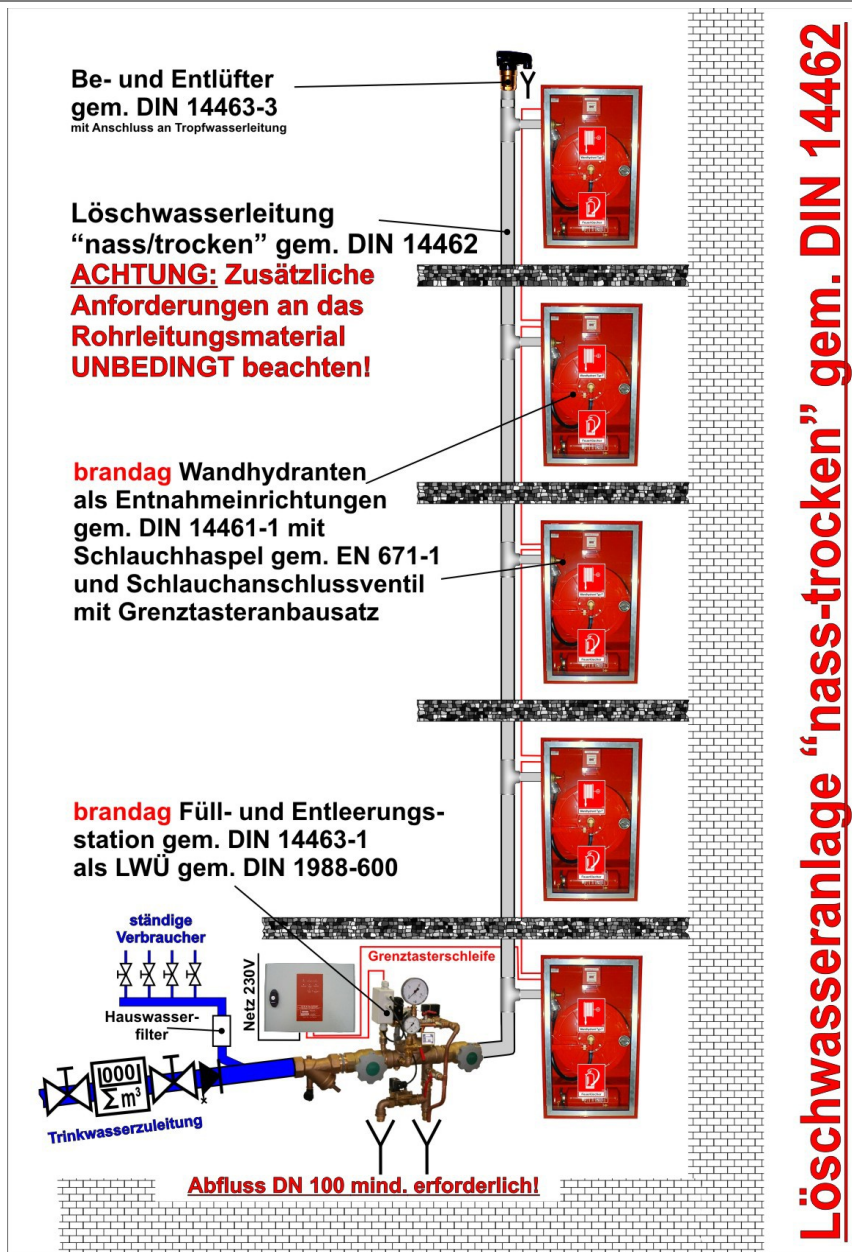 Be- und Entlüfter
gem. DIN 14463-3
mit Anschluss an Tropfwasserleitung
Löschwasserleitung
“nass/trocken” gem. DIN 14462
ACHTUNG: Zusätzliche
Anforderungen an das
Rohrleitungsmaterial
UNBEDINGT beachten!
brandag Wandhydranten
als Entnahmeeinrichtungen
gem. DIN 14461-1 mit
Schlauchhaspel gem. EN 671-1
und Schlauchanschlussventil
mit Grenztasteranbausatz
brandag Füll- und Entleerungs-
station gem. DIN 14463-1
als LWÜ gem. DIN 1988-600
ständige
Verbraucher
Hauswasser-
filter
Netz 230V
Grenztasterschleife
000
Σm³
Trinkwasserzuleitung
Abfluss DN 100 mind. erforderlich!
Löschwasseranlage “nass-trocken” gem. DIN 14462